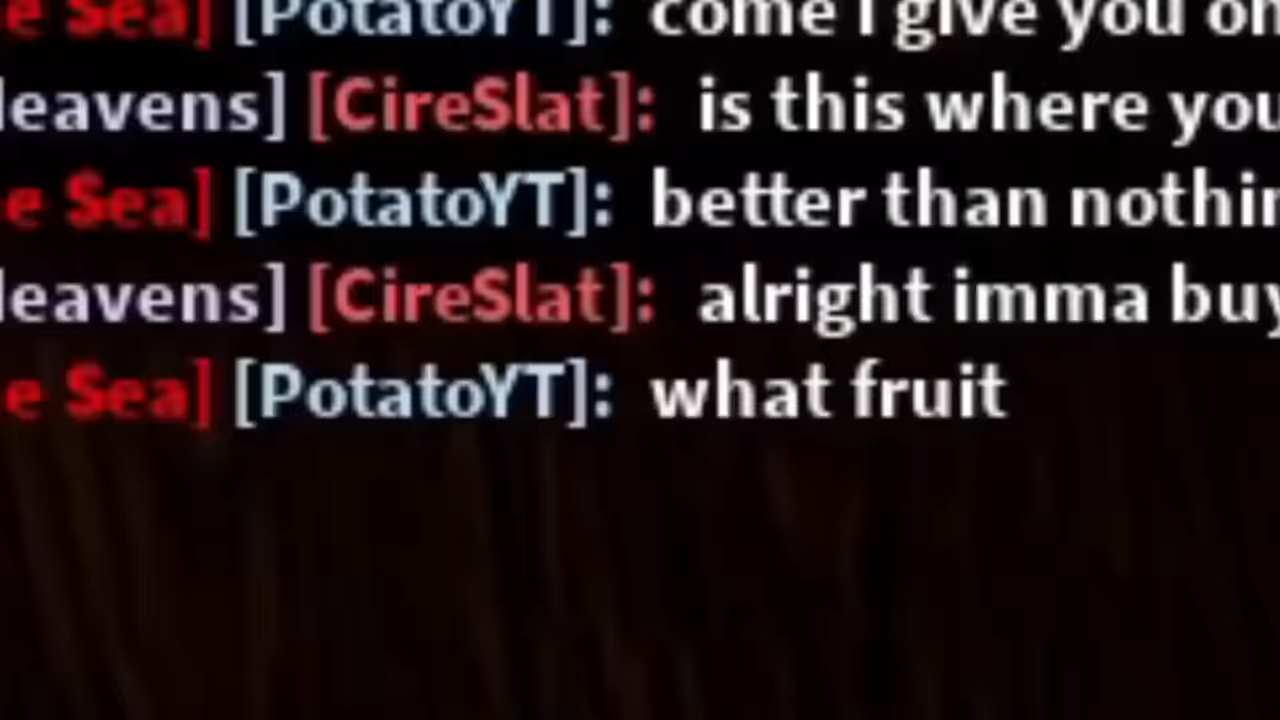 e Sea] [PotatoYT]: come i give you on
leavens] [CireSlat]: is this where you
e Sea] [PotatoYT]: better than nothin
leavens] [CireSlat]: alright imma buy
e Sea] [PotatoYT]: what fruit